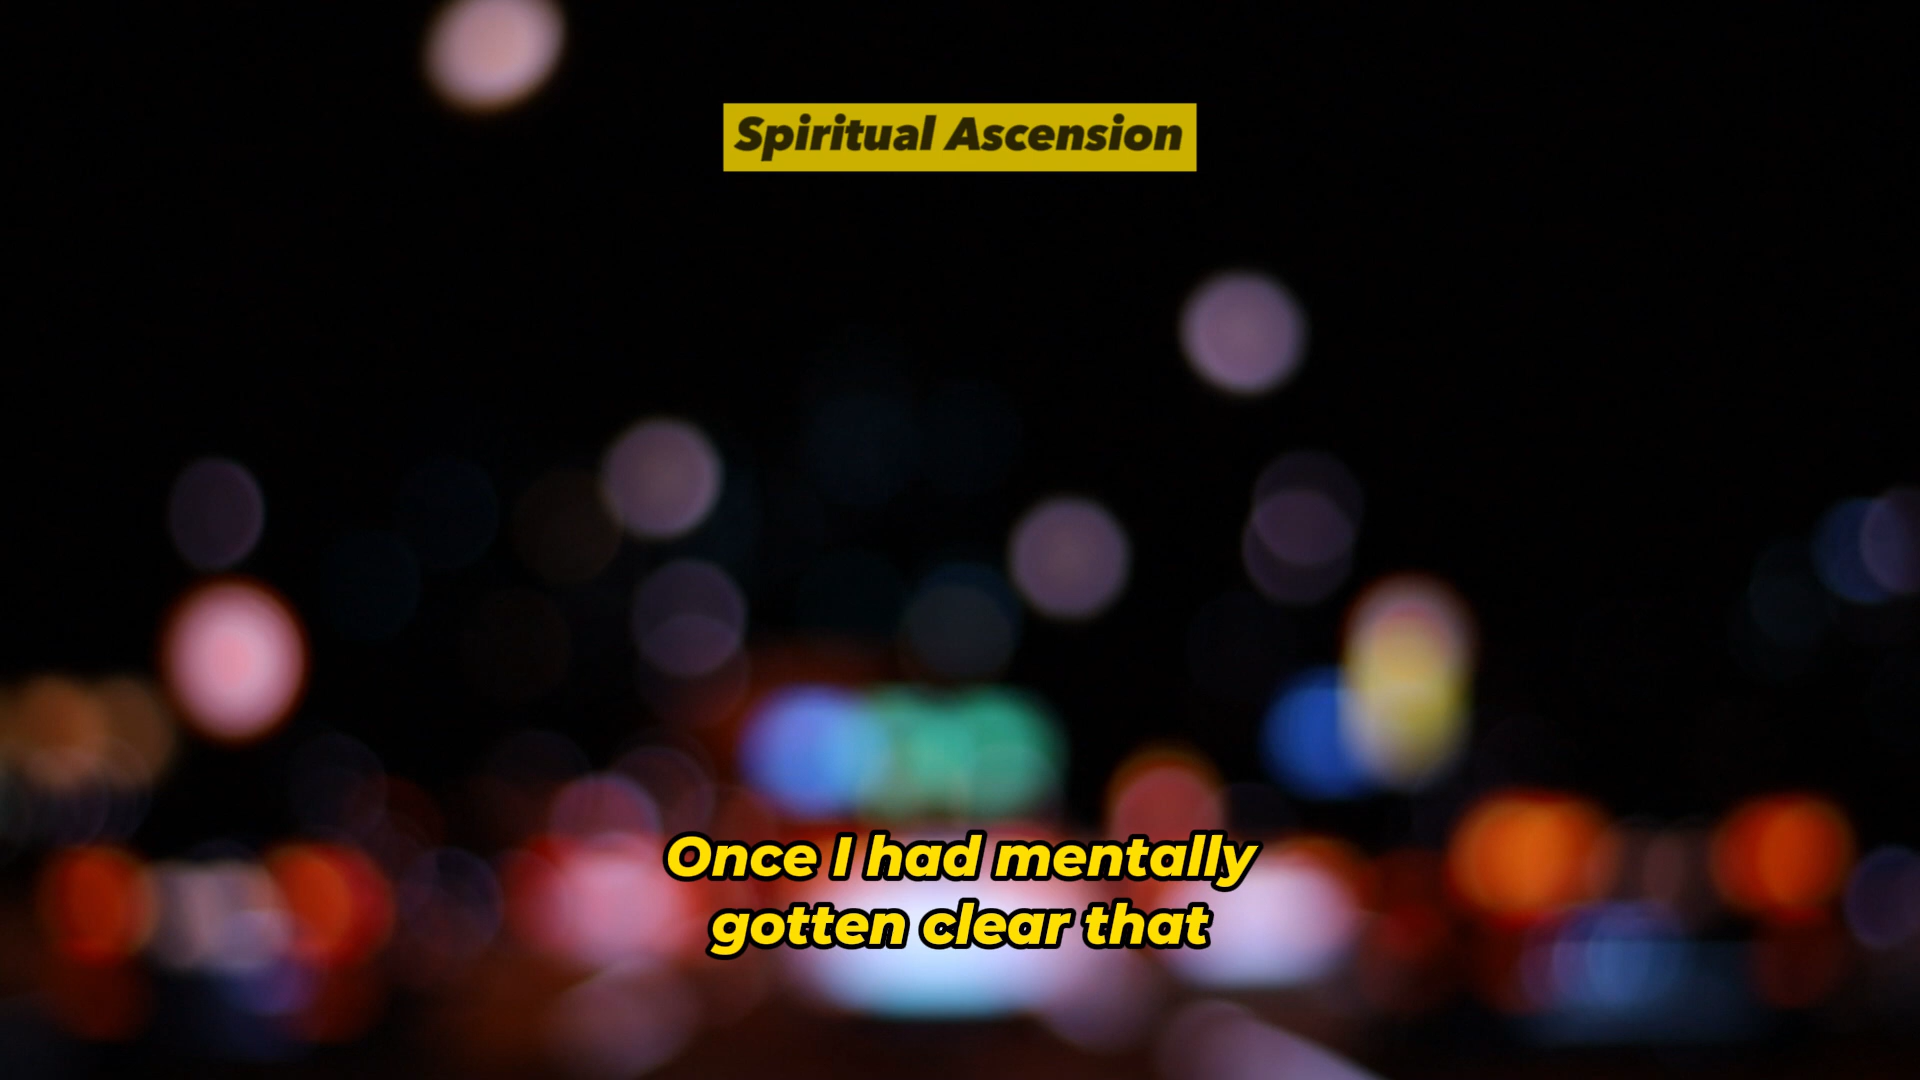 Spiritual Ascension
Once I had mentally
gotten clear that